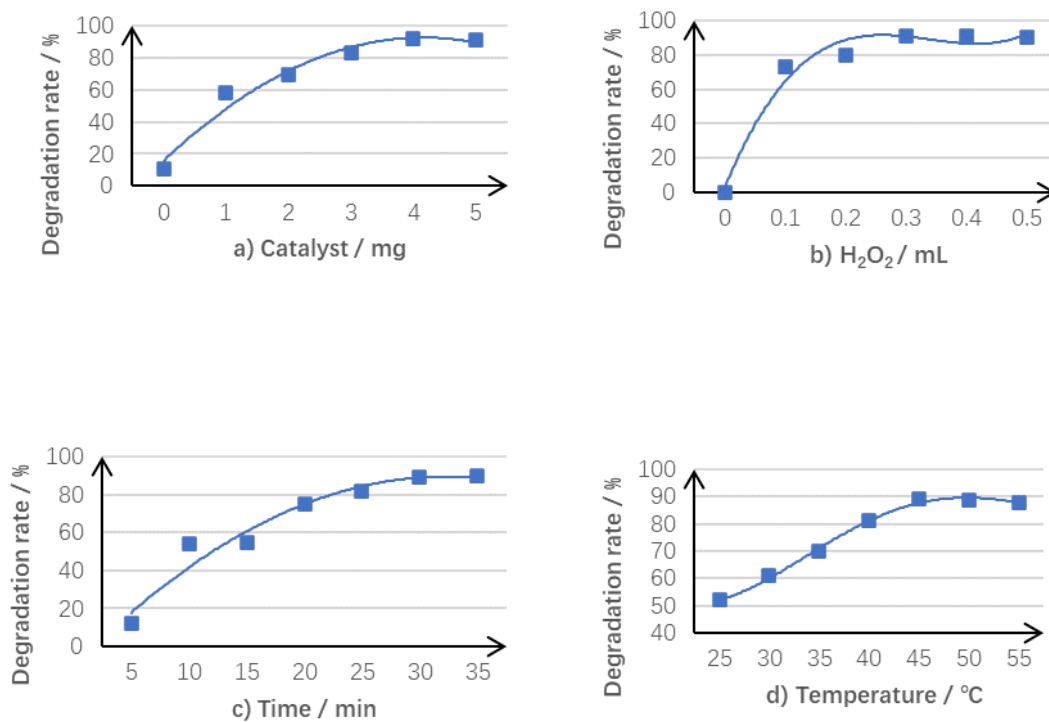 Degradation rate / %
100
80
60
40
20
0
0 1 2 3 4 5
a) Catalyst / mg
Degradation rate / %
100
80
60
40
20
0
0 0.1 0.2 0.3 0.4 0.5
b) H₂O₂ / mL
Degradation rate / %
100
80
60
40
20
0
5 10 15 20 25 30 35
c) Time / min
Degradation rate / %
100
90
80
70
60
50
40
25 30 35 40 45 50 55
d) Temperature / °C